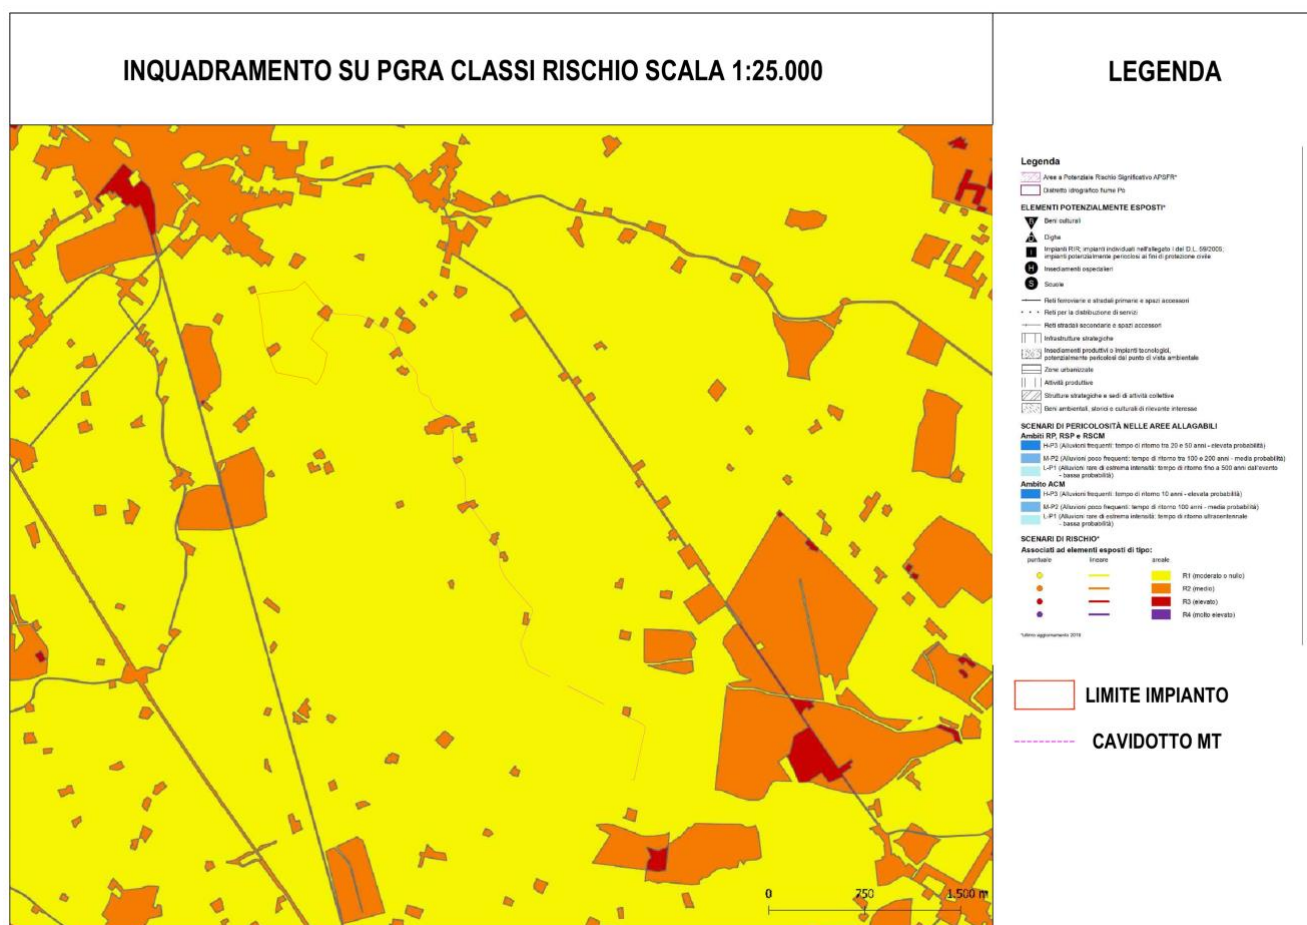 INQUADRAMENTO SU PGRA CLASSI RISCHIO SCALA 1:25.000
LEGENDA
Legenda
Aree a Potenziale Rischio Significativo APSFR*
Distretto idrografico fiume Po
ELEMENTI POTENZIALMENTE ESPOSTI*
B
Beni culturali
D
Dighe
I
Impianti RIR; impianti individuati nell'allegato I del D.L. 59/2005;
impianti potenzialmente pericolosi ai fini di protezione civile
H
Insediamenti ospedalieri
S
Scuole
Reti ferroviarie e stradali primarie e spazi accessori
Reti per la distribuzione di servizi
Reti stradali secondarie e spazi accessori
Infrastrutture strategiche
Insediamenti produttivi o impianti tecnologici,
potenzialmente pericolosi dal punto di vista ambientale
Zone urbanizzate
Attività produttive
Strutture strategiche e sedi di attività collettive
Beni ambientali, storici e culturali di rilevante interesse
SCENARI DI PERICOLOSITÀ NELLE AREE ALLAGABILI
Ambiti RP, RSP e RSCM
H-P3 (Alluvioni frequenti: tempo di ritorno tra 20 e 50 anni - elevata probabilità)
M-P2 (Alluvioni poco frequenti: tempo di ritorno tra 100 e 200 anni - media probabilità)
L-P1 (Alluvioni rare di estrema intensità: tempo di ritorno fino a 500 anni dall'evento
- bassa probabilità)
Ambito ACM
H-P3 (Alluvioni frequenti: tempo di ritorno 10 anni - elevata probabilità)
M-P2 (Alluvioni poco frequenti: tempo di ritorno 100 anni - media probabilità)
L-P1 (Alluvioni rare di estrema intensità: tempo di ritorno ultracentennale
- bassa probabilità)
SCENARI DI RISCHIO*
Associati ad elementi esposti di tipo:
puntuale lineare areale
R1 (moderato o nullo)
R2 (medio)
R3 (elevato)
R4 (molto elevato)
*ultimo aggiornamento 2019
LIMITE IMPIANTO
CAVIDOTTO MT
0 750 1.500 m